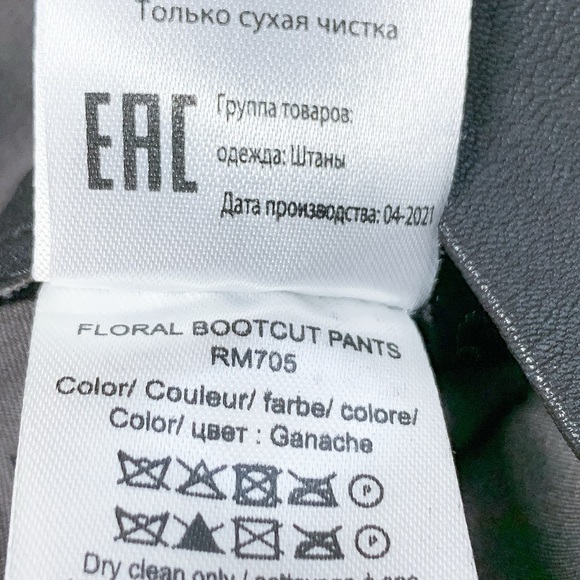 Только сухая чистка
EAC
Группа товаров:
одежда: Штаны
Дата производства: 04-2021
FLORAL BOOTCUT PANTS
RM705
Color/ Couleur/ farbe/ colore/
Color/ цвет : Ganache
P
P
Dry clean only /